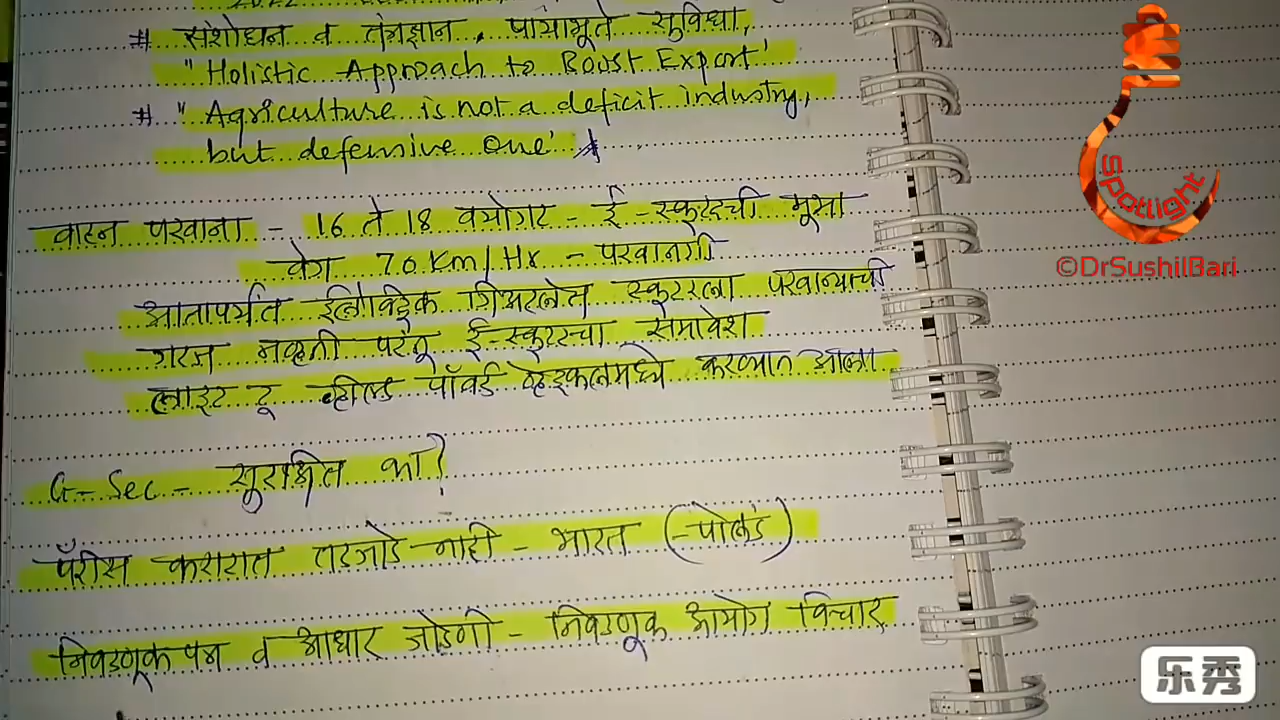 2022
# संशोधन व तंत्रज्ञान, पायाभूत सुविधा,
"Holistic Approach to Boost Export'
# "Agriculture is not a deficit industry,
but defensive one'
वाहन परवाना - 16 ते 18 वयोगट - ई-स्कूटरची मूभा
वेग 70 Km/Hr - परवानगी
आतापर्यंत इलेक्ट्रिक गिअरलेस स्कूटरला परवान्याची
गरज नव्हती परंतू ई-स्कूटरचा समावेश
लाइट टू व्हील्ड पॉवर्ड व्हेइकलमध्ये करण्यात आला
G-Sec - सुरक्षित का?
पॅरीस करारात तडजोड नाही - भारत (-पोलंड)
निवडणूकपत्र व आधार जोडणी - निवडणूक आयोग विचार
Spotlight
©DrSushilBari
乐秀